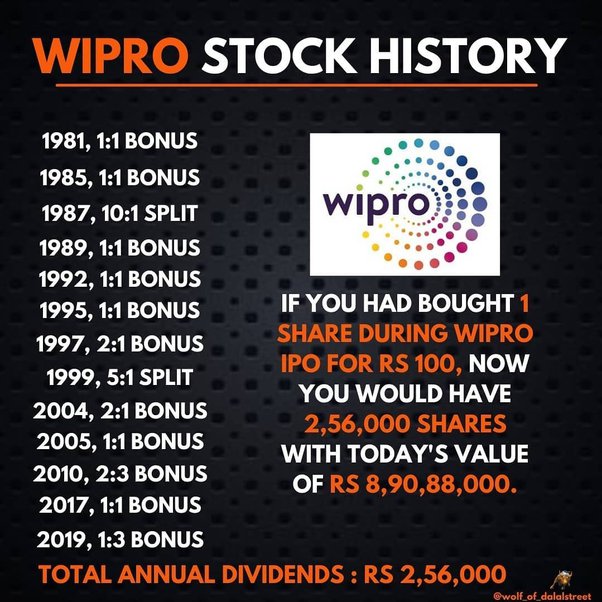 WIPRO STOCK HISTORY
1981, 1:1 BONUS
1985, 1:1 BONUS
1987, 10:1 SPLIT
1989, 1:1 BONUS
1992, 1:1 BONUS
1995, 1:1 BONUS
1997, 2:1 BONUS
1999, 5:1 SPLIT
2004, 2:1 BONUS
2005, 1:1 BONUS
2010, 2:3 BONUS
2017, 1:1 BONUS
2019, 1:3 BONUS
wipro
IF YOU HAD BOUGHT 1
SHARE DURING WIPRO
IPO FOR RS 100, NOW
YOU WOULD HAVE
2,56,000 SHARES
WITH TODAY'S VALUE
OF RS 8,90,88,000.
TOTAL ANNUAL DIVIDENDS : RS 2,56,000
@wolf_of_dalalstreet